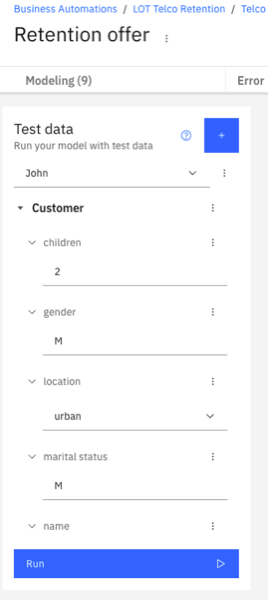 Business Automations / LOT Telco Retention / Telco
Retention offer
Modeling (9) Error
Test data
Run your model with test data
John
Customer
children
2
gender
M
location
urban
marital status
M
name
Run